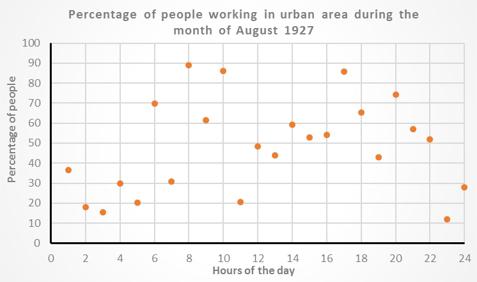 Percentage of people working in urban area during the
month of August 1927
100
90
80
70
60
50
40
30
20
10
0
Percentage of people
0 2 4 6 8 10 12 14 16 18 20 22 24
Hours of the day